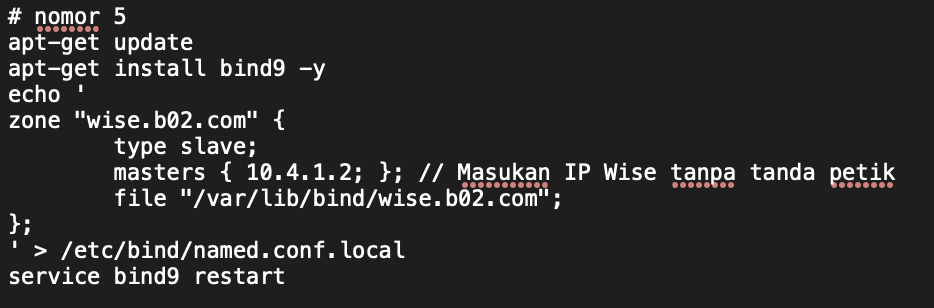 # nomor 5
apt-get update
apt-get install bind9 -y
echo '
zone "wise.b02.com" {
        type slave;
        masters { 10.4.1.2; }; // Masukan IP Wise tanpa tanda petik
        file "/var/lib/bind/wise.b02.com";
};
' > /etc/bind/named.conf.local
service bind9 restart